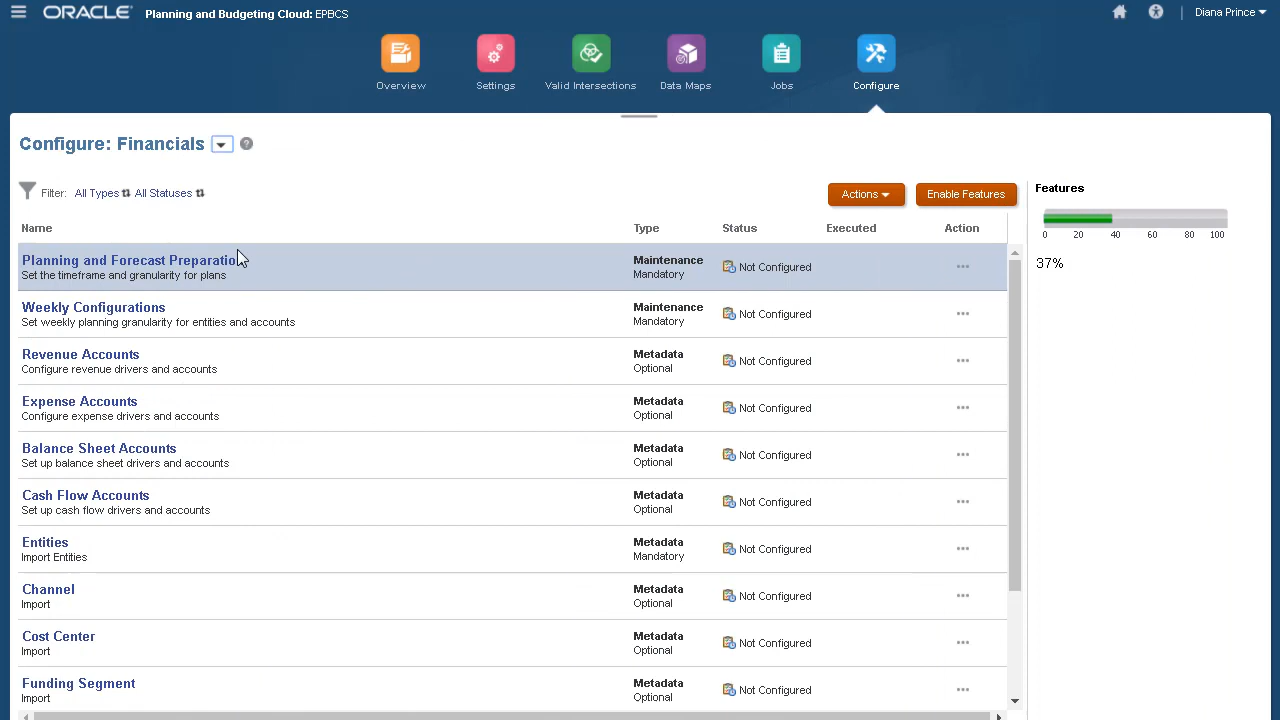 ORACLE Planning and Budgeting Cloud: EPBCS
Diana Prince
Overview
Settings
Valid Intersections
Data Maps
Jobs
Configure
Configure: Financials
Filter: All Types All Statuses
Actions
Enable Features
Features
0 20 40 60 80 100
37%
Name Type Status Executed Action
Planning and Forecast Preparation Maintenance
Set the timeframe and granularity for plans Mandatory Not Configured
Weekly Configurations Maintenance
Set weekly planning granularity for entities and accounts Mandatory Not Configured
Revenue Accounts Metadata
Configure revenue drivers and accounts Optional Not Configured
Expense Accounts Metadata
Configure expense drivers and accounts Optional Not Configured
Balance Sheet Accounts Metadata
Set up balance sheet drivers and accounts Optional Not Configured
Cash Flow Accounts Metadata
Set up cash flow drivers and accounts Optional Not Configured
Entities Metadata
Import Entities Mandatory Not Configured
Channel Metadata
Import Optional Not Configured
Cost Center Metadata
Import Optional Not Configured
Funding Segment Metadata
Import Optional Not Configured